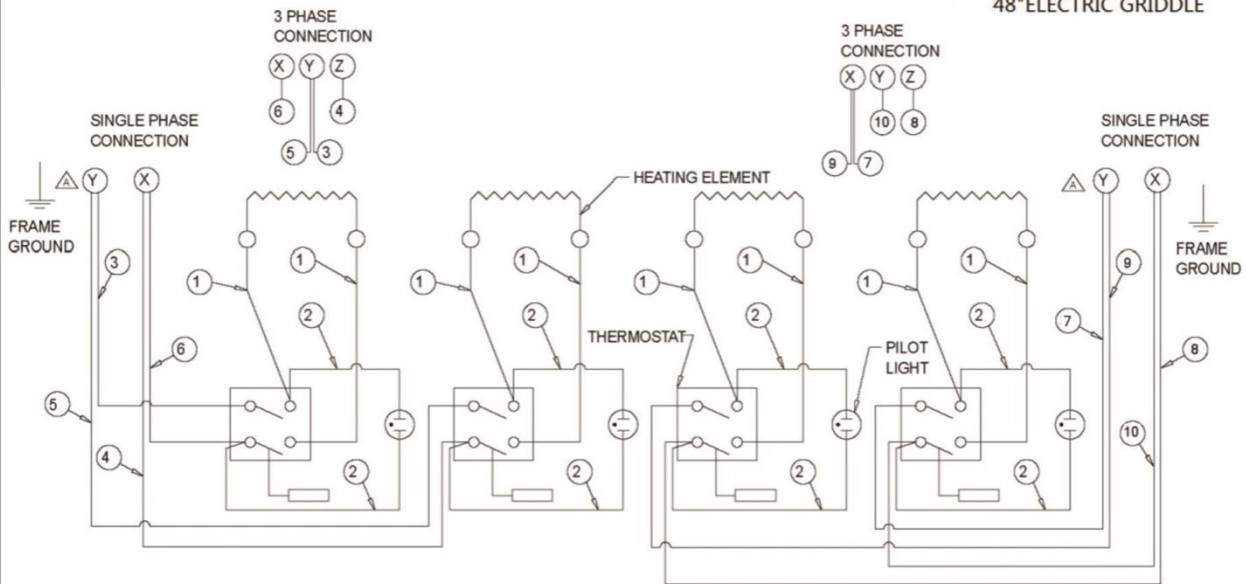 48"ELECTRIC GRIDDLE
3 PHASE
CONNECTION
X Y Z
6 4
5 3
3 PHASE
CONNECTION
X Y Z
10 8
9 7
SINGLE PHASE
CONNECTION
A Y X
FRAME
GROUND
SINGLE PHASE
CONNECTION
A Y X
FRAME
GROUND
HEATING ELEMENT
3
1
1
1
1
1
1
1
1
9
2
2
2
2
7
THERMOSTAT
PILOT
LIGHT
6
8
5
4
2
2
2
2
10